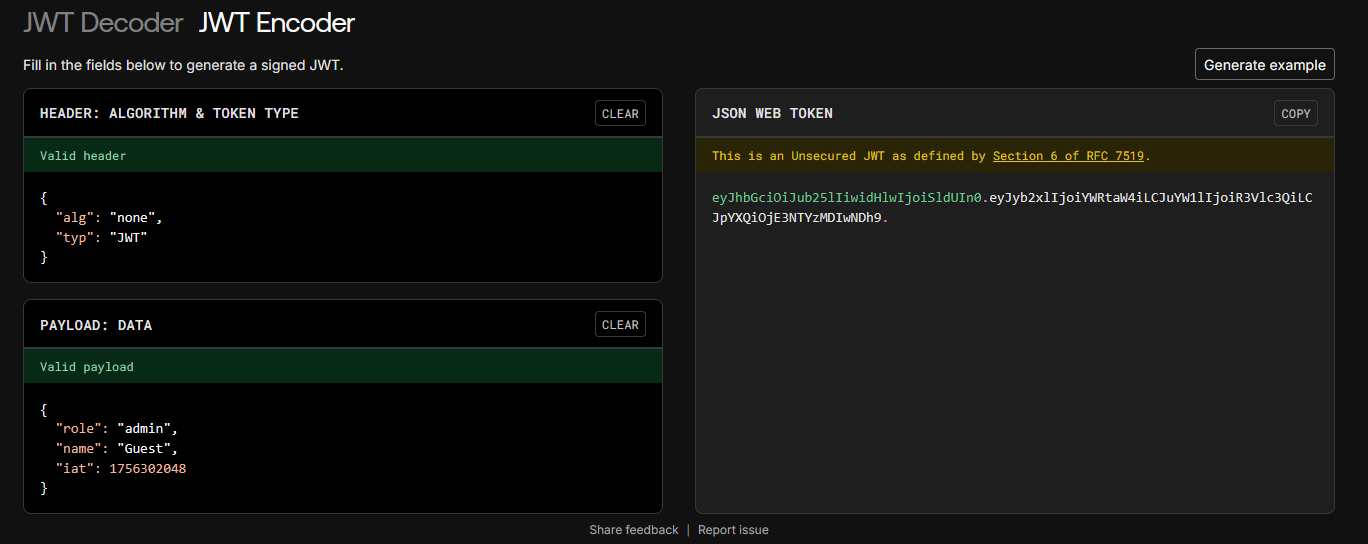 JWT Decoder JWT Encoder
Fill in the fields below to generate a signed JWT.
Generate example
HEADER: ALGORITHM & TOKEN TYPE
CLEAR
Valid header
{
"alg": "none",
"typ": "JWT"
}
PAYLOAD: DATA
CLEAR
Valid payload
{
"role": "admin",
"name": "Guest",
"iat": 1756302048
}
JSON WEB TOKEN
COPY
This is an Unsecured JWT as defined by Section 6 of RFC 7519.
eyJhbGciOiJub25lIiwidHlwIjoiSldUIn0.eyJyb2xlIjoiYWRtaW4iLCJuYW1lIjoiR3Vlc3QiLC
JpYXQiOjE3NTYzMDIwNDh9.
Share feedback | Report issue